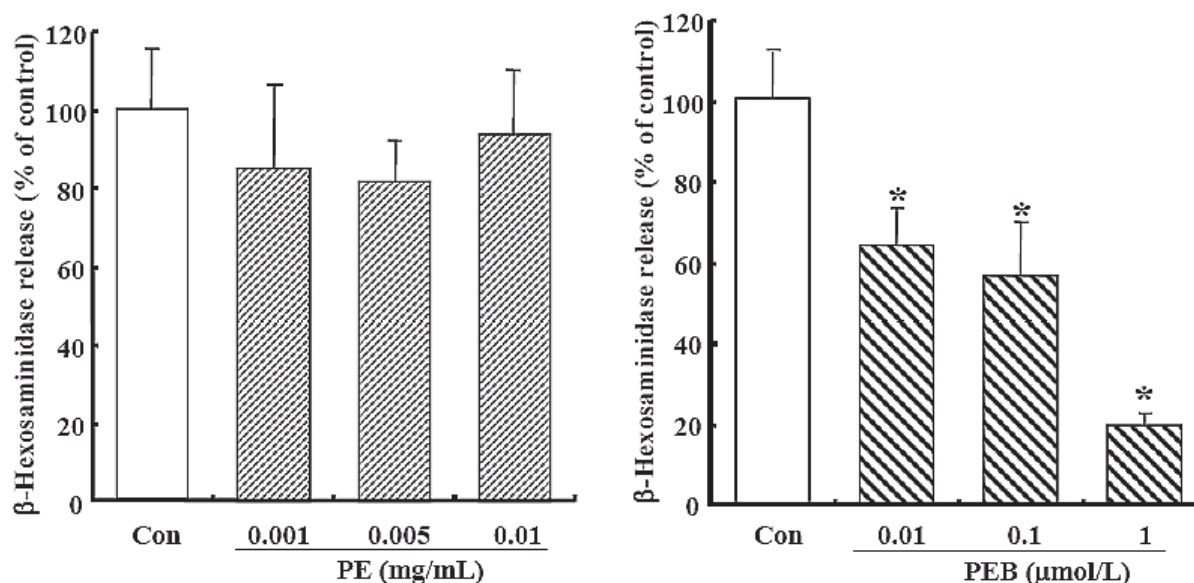 β-Hexosaminidase release (% of control)
120
100
80
60
40
20
0
Con 0.001 0.005 0.01
PE (mg/mL)
β-Hexosaminidase release (% of control)
120
100
80
60
40
20
0
*
*
*
Con 0.01 0.1 1
PEB (μmol/L)